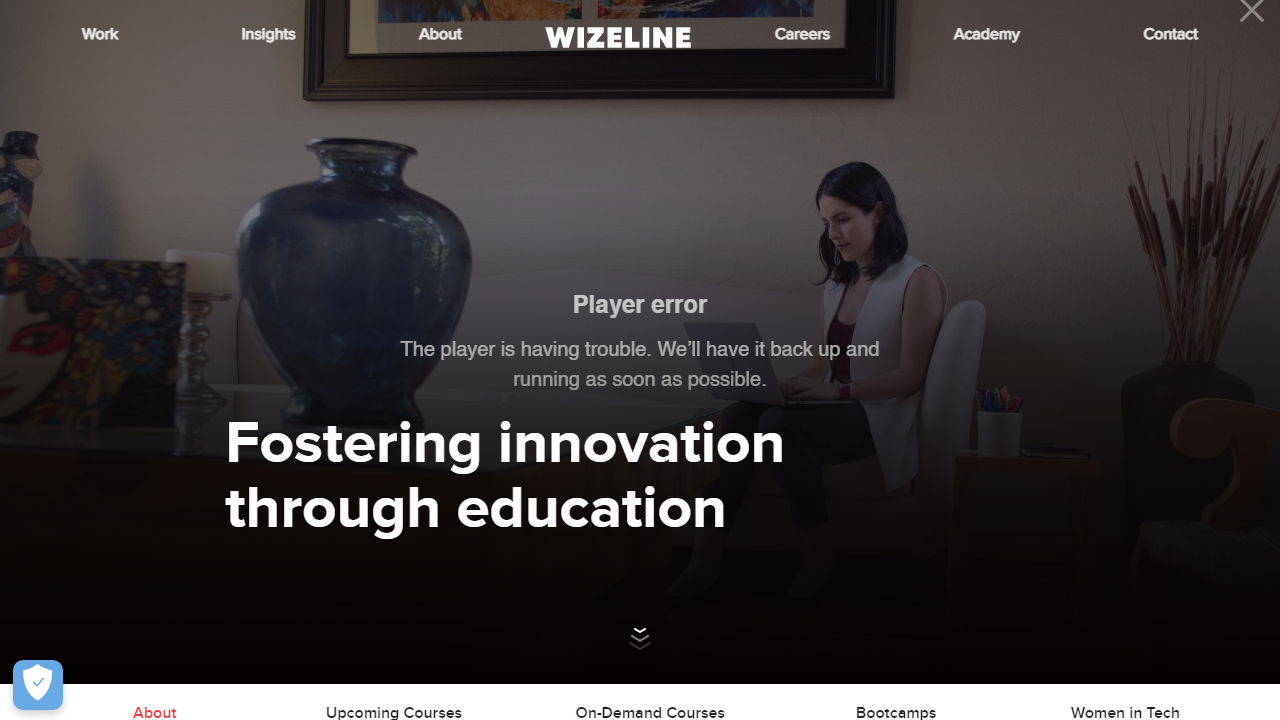 Work
Insights
About
WIZELINE
Careers
Academy
Contact
Player error
The player is having trouble. We’ll have it back up and
running as soon as possible.
Fostering innovation
through education
About
Upcoming Courses
On-Demand Courses
Bootcamps
Women in Tech